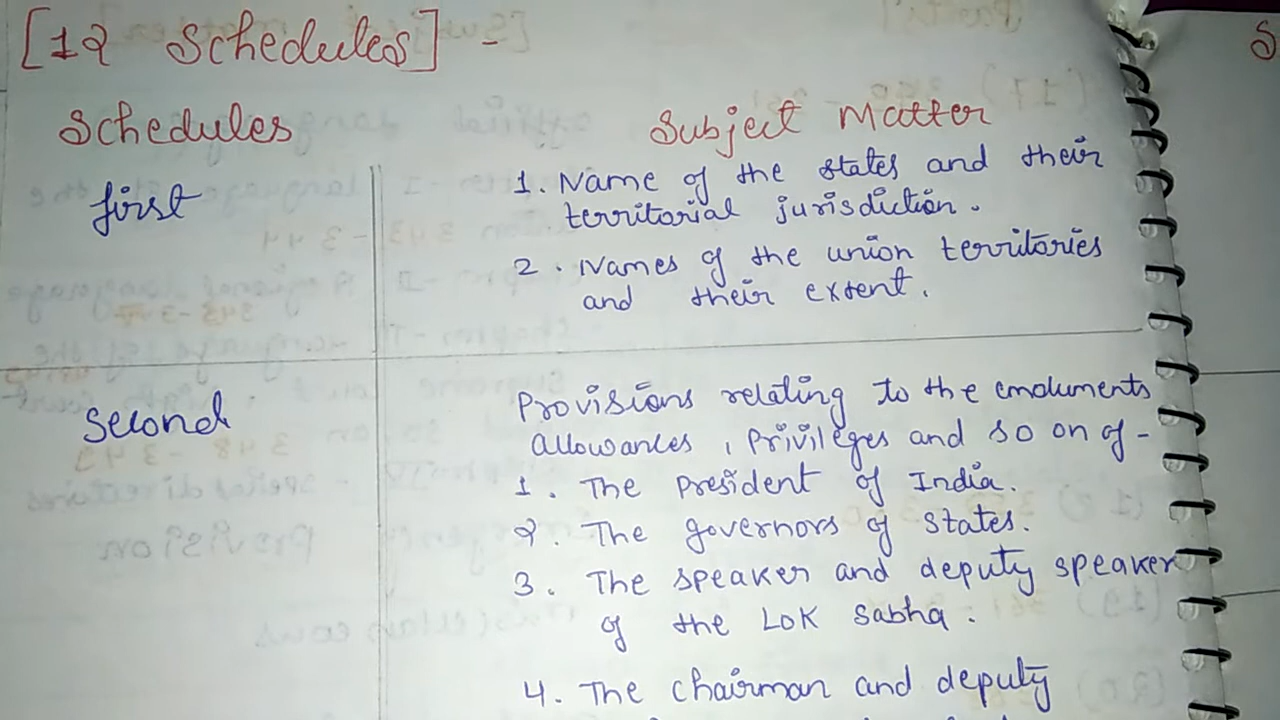 [12 Schedules] -
Schedules
Subject Matter
first
1. Name of the states and their
territorial jurisdiction.
2. Names of the union territories
and their extent.
Second
Provisions relating to the emoluments
allowances, privileges and so on of -
1. The president of India.
2. The governors of states.
3. The speaker and deputy speaker
of the Lok sabha.
4. The chairman and deputy